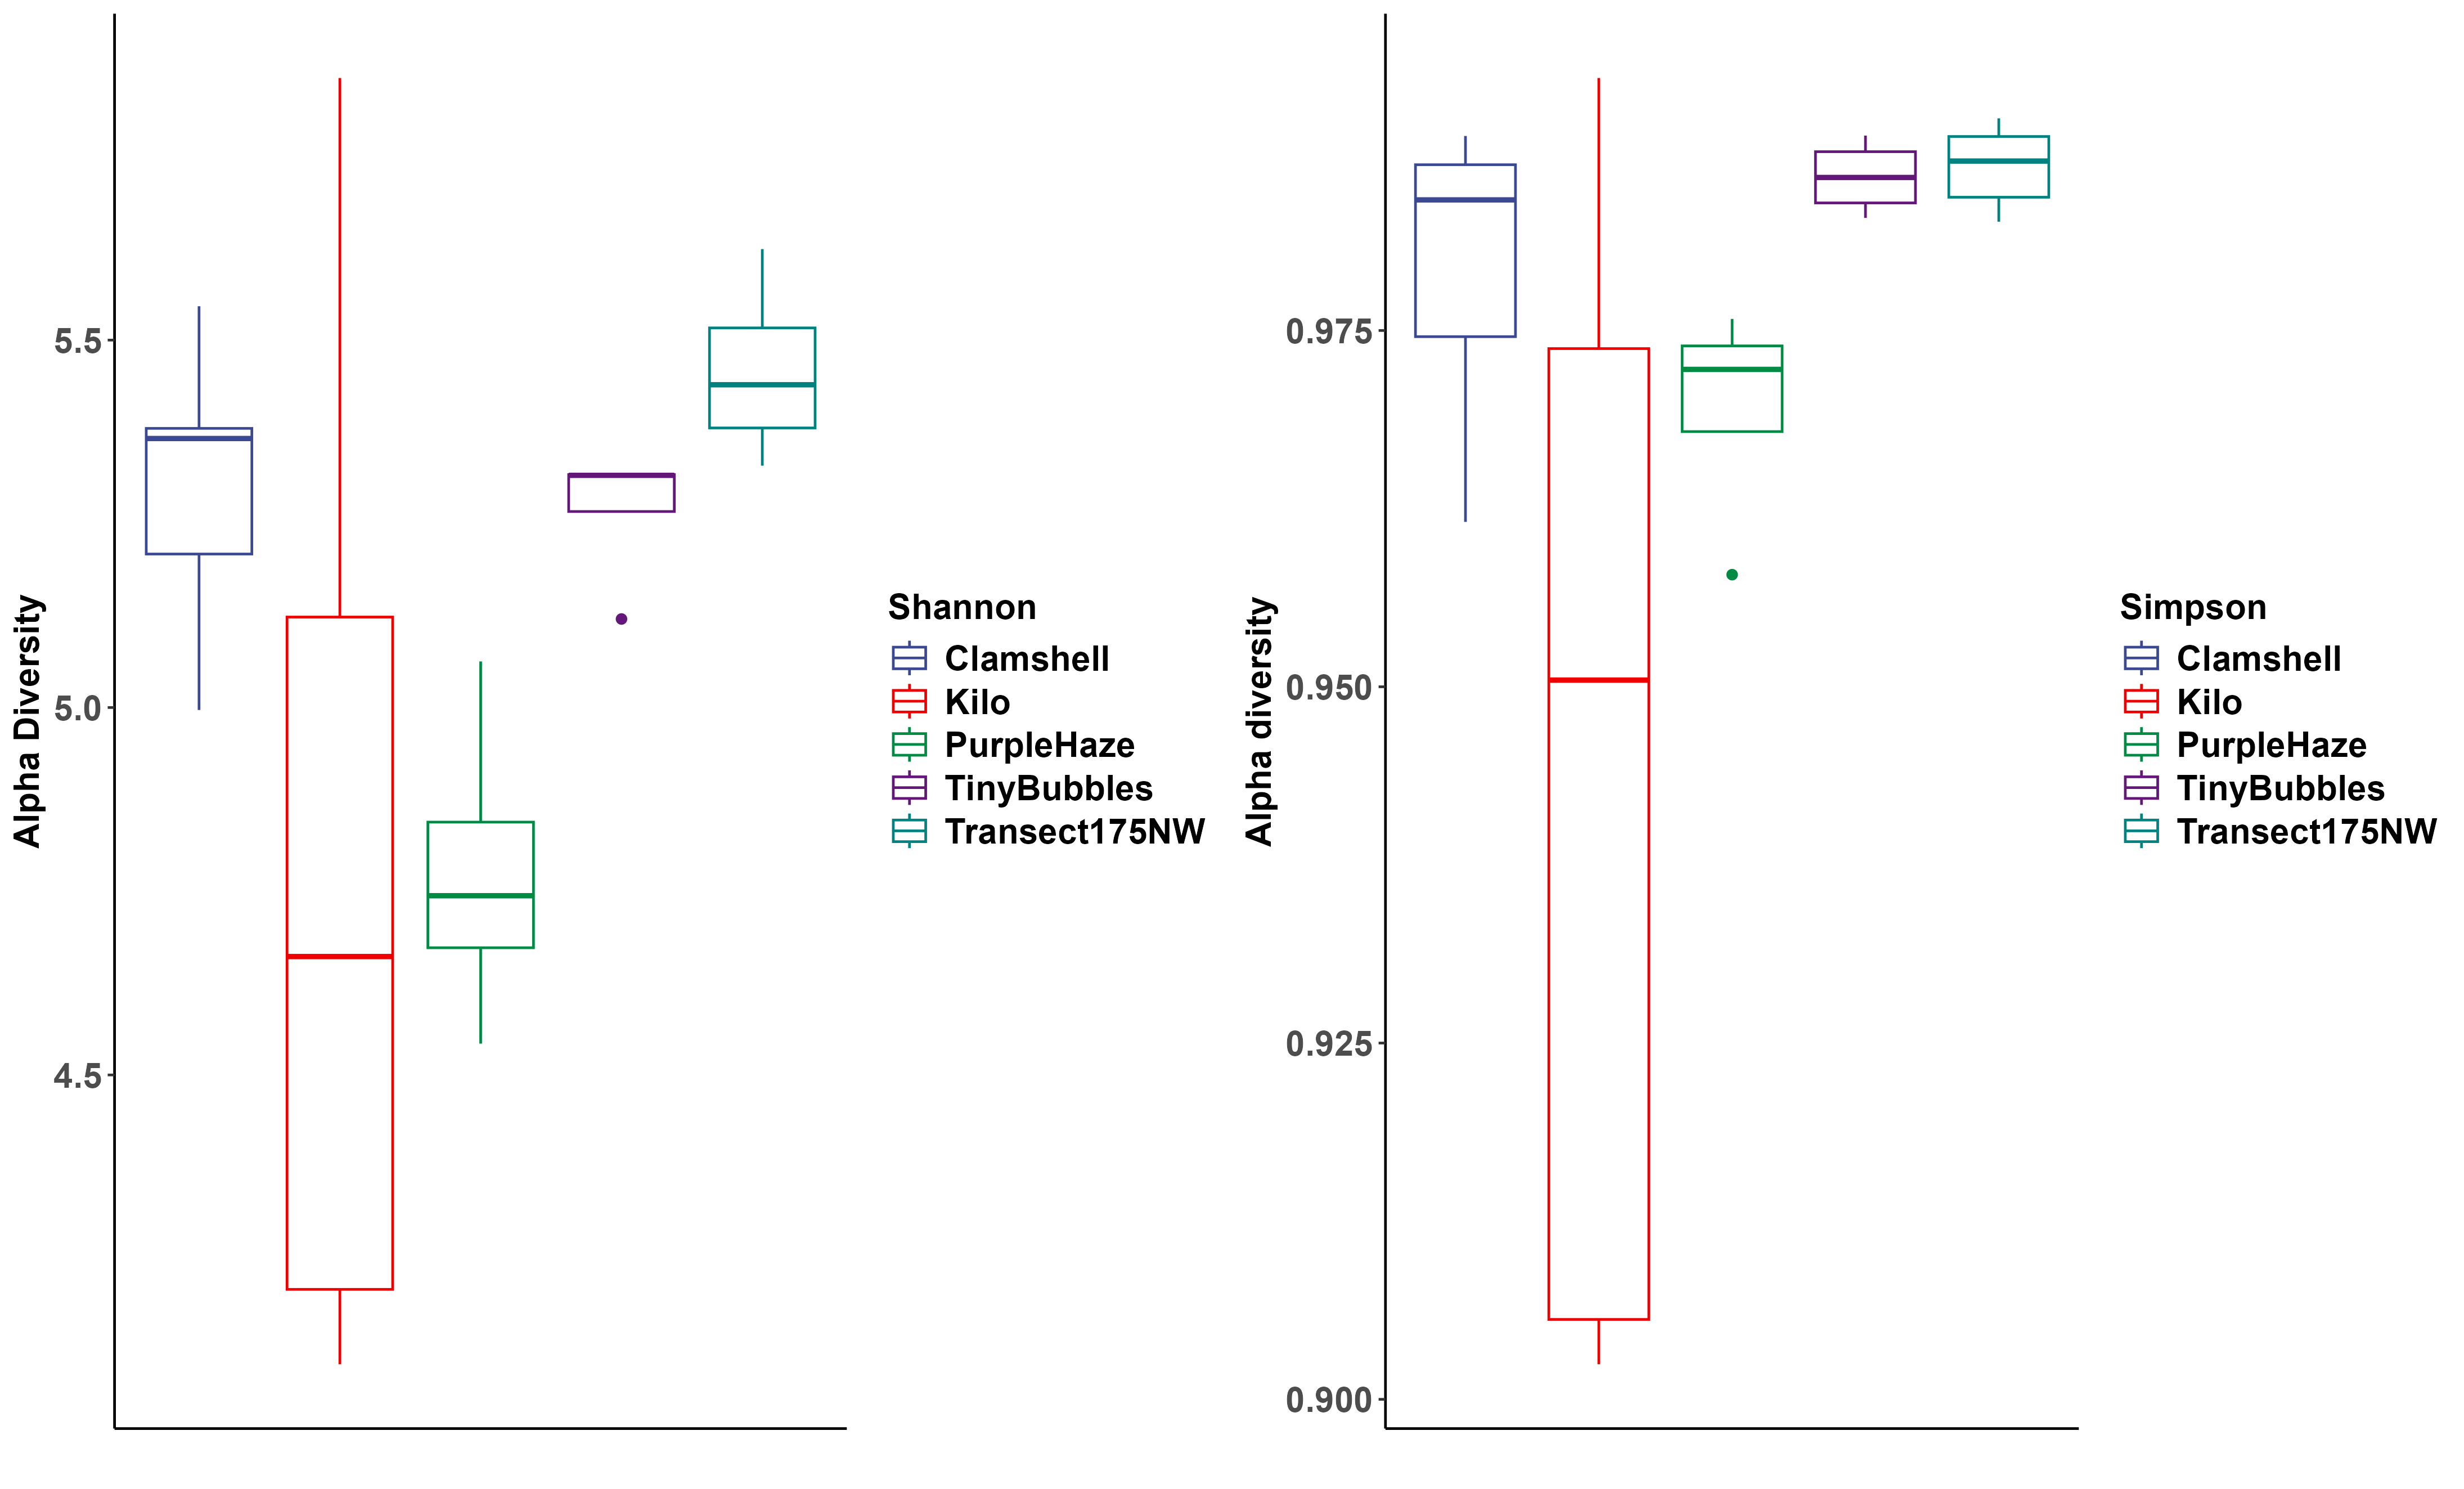 Alpha Diversity
5.5
5.0
4.5
Shannon
Clamshell
Kilo
PurpleHaze
TinyBubbles
Transect175NW
Alpha diversity
0.975
0.950
0.925
0.900
Simpson
Clamshell
Kilo
PurpleHaze
TinyBubbles
Transect175NW